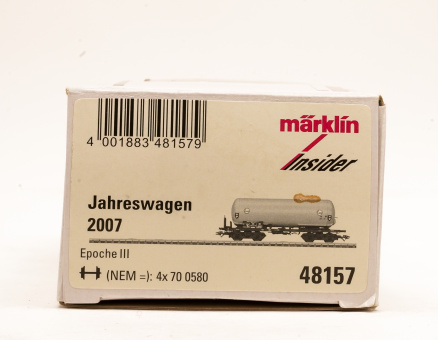 4 001883 481579
märklin
Insider
Jahreswagen
2007
Epoche III
(NEM =): 4x 70 0580
48157